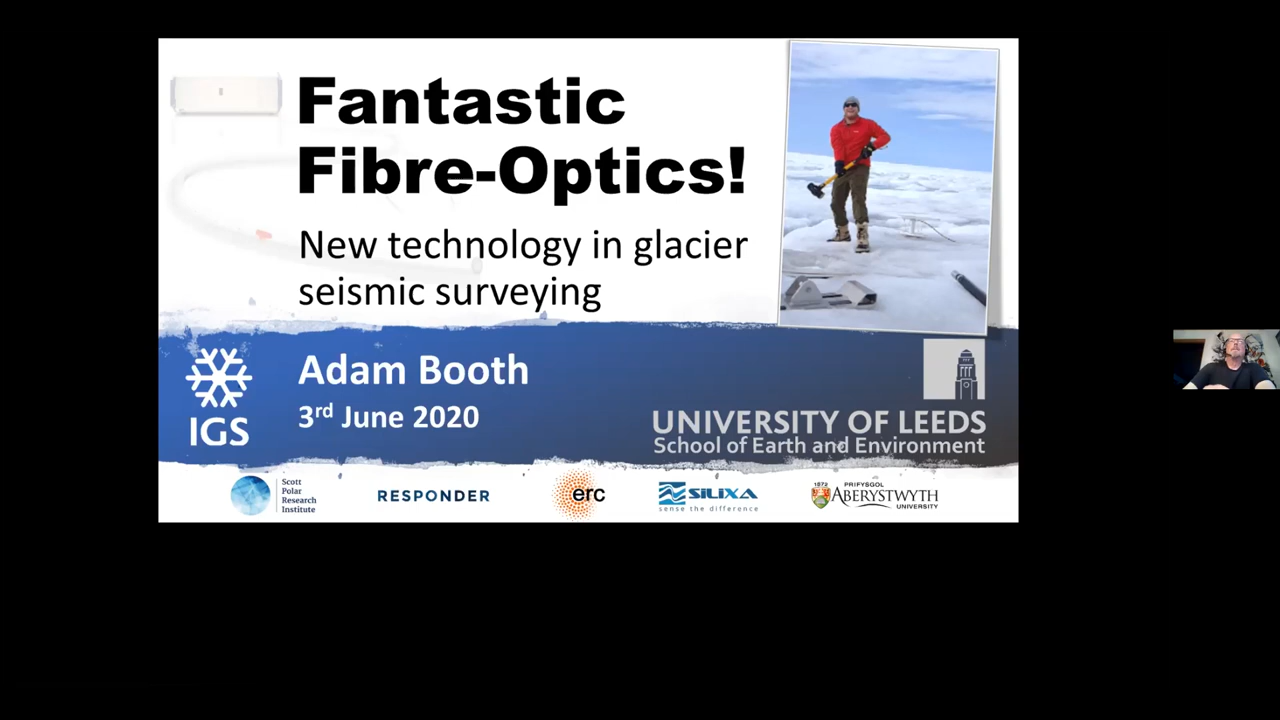 Fantastic
Fibre-Optics!
New technology in glacier
seismic surveying
Adam Booth
3rd June 2020
IGS
UNIVERSITY OF LEEDS
School of Earth and Environment
Scott
Polar
Research
Institute
RESPONDER
erc
SILIXA
sense the difference
1872
PRIFYSGOL
ABERYSTWYTH
UNIVERSITY